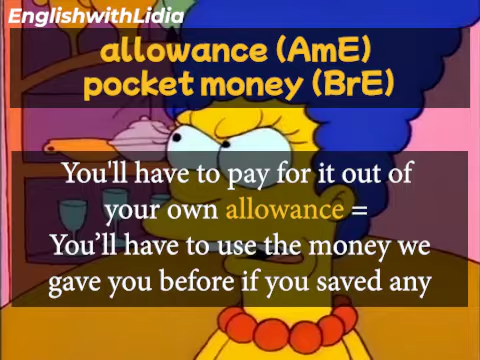 EnglishwithLidia
allowance (AmE)
pocket money (BrE)
You'll have to pay for it out of
your own allowance =
You’ll have to use the money we
gave you before if you saved any